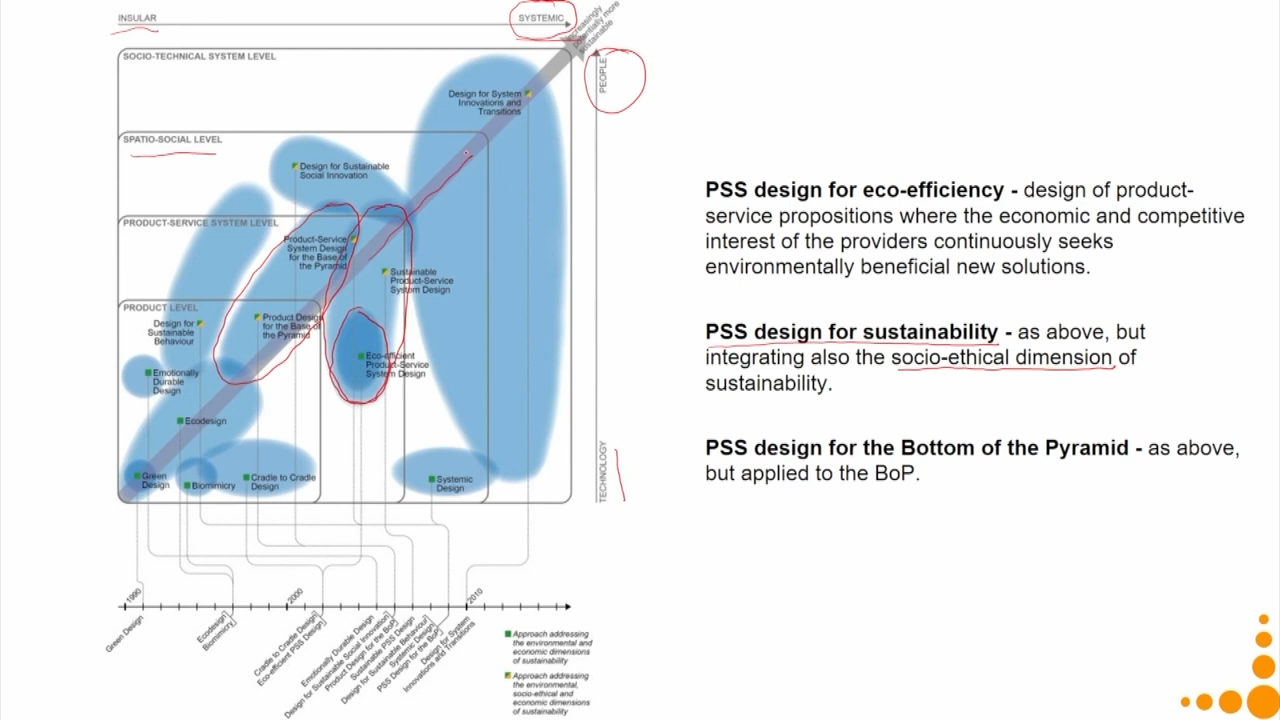 INSULAR
SYSTEMIC
Increasingly
potentially more
sustainable
PEOPLE
TECHNOLOGY
SOCIO-TECHNICAL SYSTEM LEVEL
Design for System
Innovations and
Transitions
SPATIO-SOCIAL LEVEL
Design for Sustainable
Social Innovation
PRODUCT-SERVICE SYSTEM LEVEL
Product-Service
System Design
for the Base of
the Pyramid
Sustainable
Product-Service
System Design
PRODUCT LEVEL
Design for
Sustainable
Behaviour
Product Design
for the Base of
the Pyramid
Eco-efficient
Product-Service
System Design
Emotionally
Durable
Design
Ecodesign
Green
Design
Biomimicry
Cradle to Cradle
Design
Systemic
Design
1990
2000
2010
Green Design
Ecodesign
Biomimicry
Cradle to Cradle Design
Eco-efficient PSS Design
Emotionally Durable Design
Design for Sustainable Social Innovation
Product Design for the BoP
Sustainable PSS Design
Design for Sustainable Behaviour
Systemic Design
PSS Design for the BoP
Design for System
Innovations and Transitions
Approach addressing
the environmental and
economic dimensions
of sustainability
Approach addressing
the environmental,
socio-ethical and
economic dimensions
of sustainability
PSS design for eco-efficiency - design of product-
service propositions where the economic and competitive
interest of the providers continuously seeks
environmentally beneficial new solutions.
PSS design for sustainability - as above, but
integrating also the socio-ethical dimension of
sustainability.
PSS design for the Bottom of the Pyramid - as above,
but applied to the BoP.